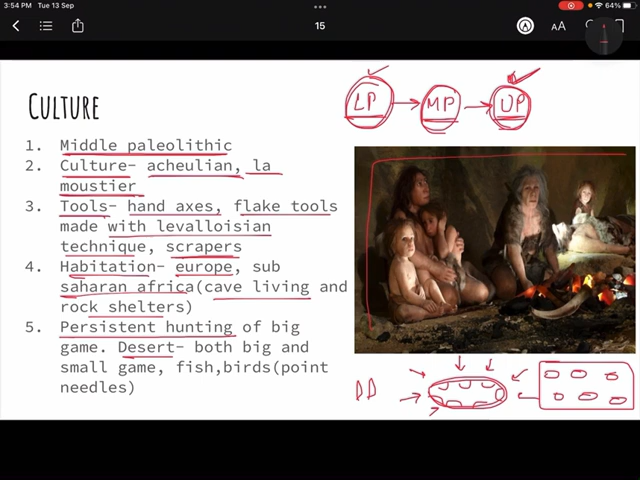 3:54 PM Tue 13 Sep
64%
15
AA
CULTURE
LP → MP → UP
1. Middle paleolithic
2. Culture- acheulian, la
moustier
3. Tools- hand axes, flake tools
made with levalloisian
technique, scrapers
4. Habitation- europe, sub
saharan africa(cave living and
rock shelters)
5. Persistent hunting of big
game. Desert- both big and
small game, fish,birds(point
needles)